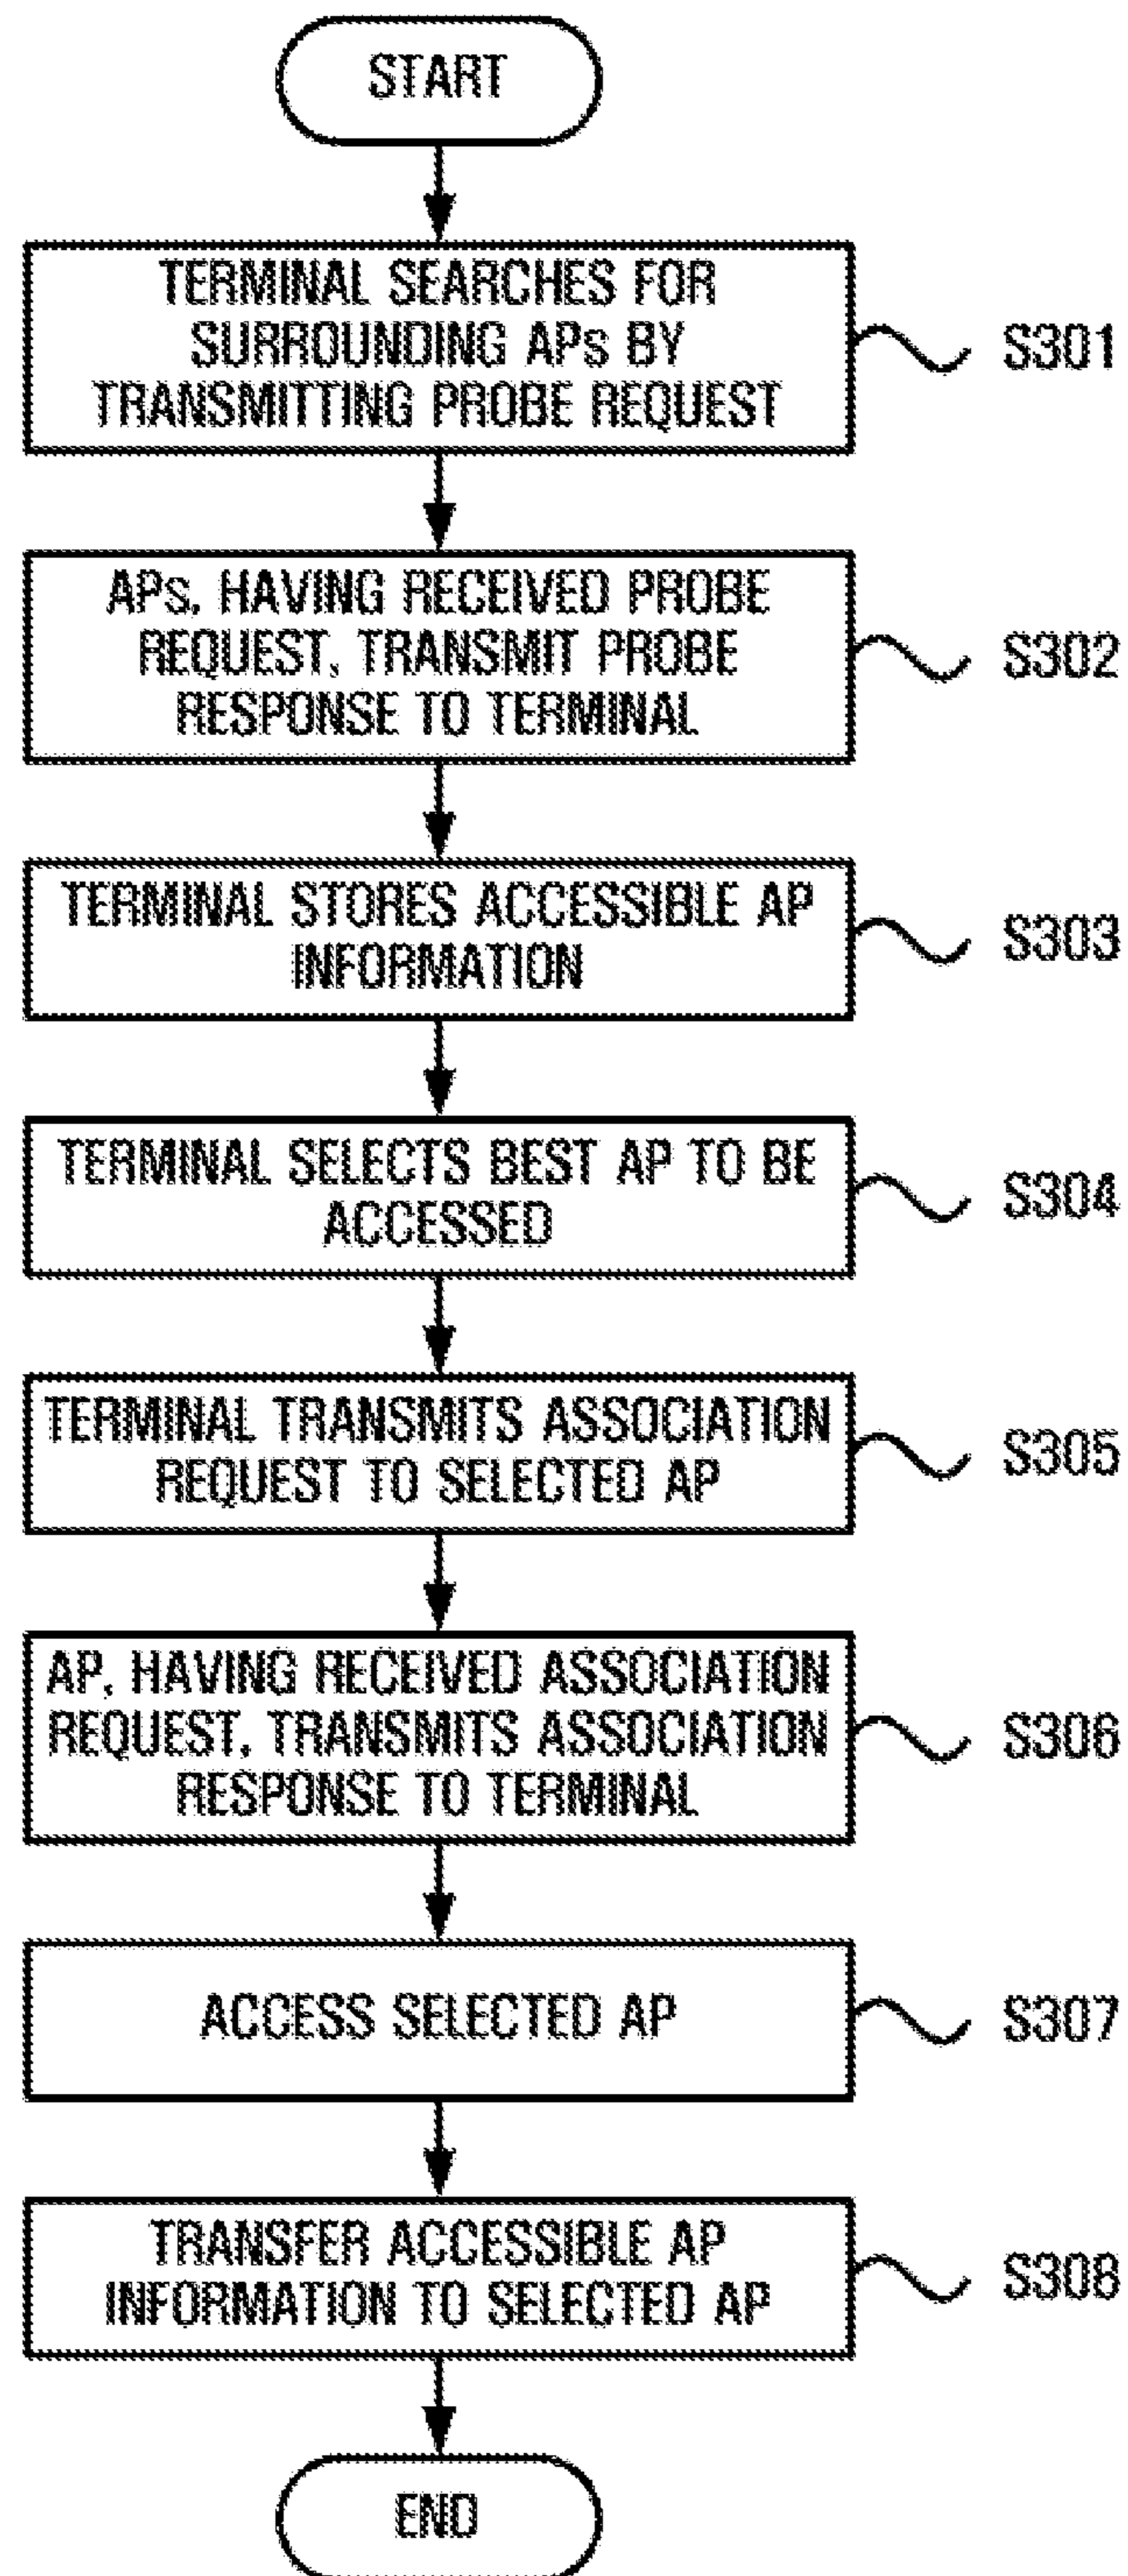 START
TERMINAL SEARCHES FOR
SURROUNDING APs BY
TRANSMITTING PROBE REQUEST
S301
APs, HAVING RECEIVED PROBE
REQUEST, TRANSMIT PROBE
RESPONSE TO TERMINAL
S302
TERMINAL STORES ACCESSIBLE AP
INFORMATION
S303
TERMINAL SELECTS BEST AP TO BE
ACCESSED
S304
TERMINAL TRANSMITS ASSOCIATION
REQUEST TO SELECTED AP
S305
AP, HAVING RECEIVED ASSOCIATION
REQUEST, TRANSMITS ASSOCIATION
RESPONSE TO TERMINAL
S306
ACCESS SELECTED AP
S307
TRANSFER ACCESSIBLE AP
INFORMATION TO SELECTED AP
S308
END